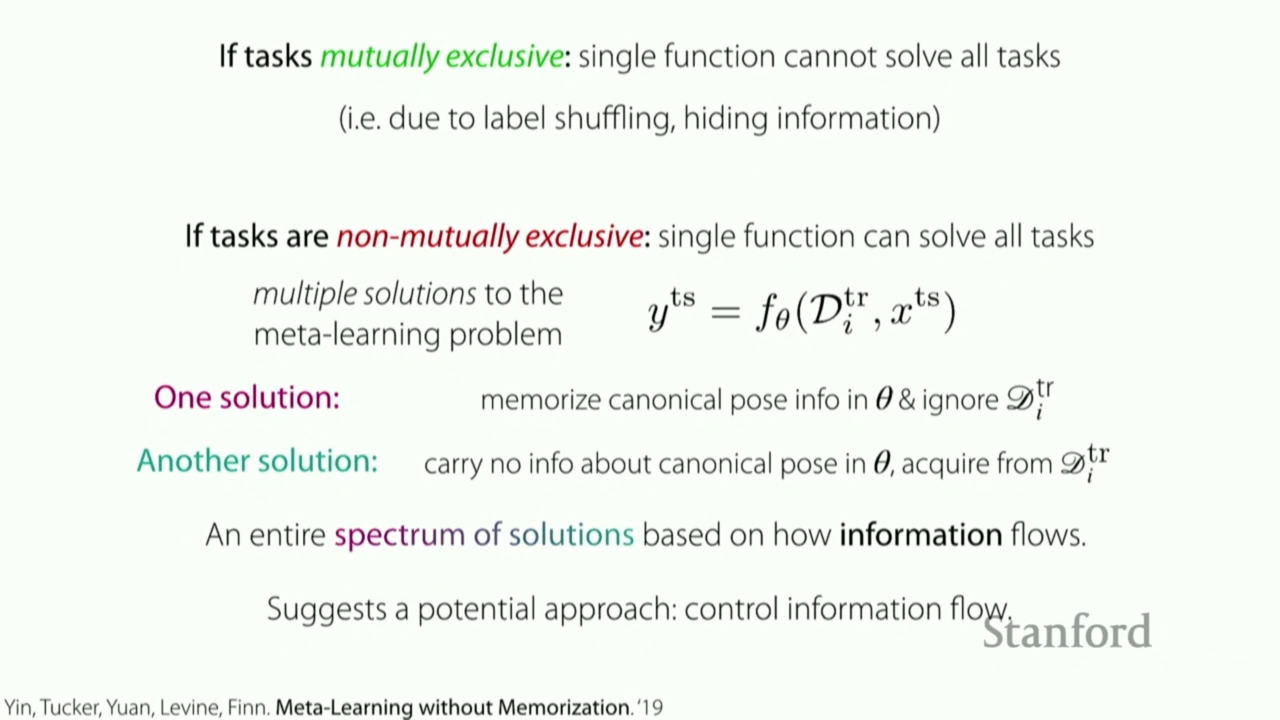 If tasks mutually exclusive: single function cannot solve all tasks
(i.e. due to label shuffling, hiding information)
If tasks are non-mutually exclusive: single function can solve all tasks
multiple solutions to the
meta-learning problem
y^ts = f_θ(𝒟_i^tr, x^ts)
One solution: memorize canonical pose info in θ & ignore 𝒟_i^tr
Another solution: carry no info about canonical pose in θ, acquire from 𝒟_i^tr
An entire spectrum of solutions based on how information flows.
Suggests a potential approach: control information flow.
Stanford
Yin, Tucker, Yuan, Levine, Finn. Meta-Learning without Memorization. ‘19